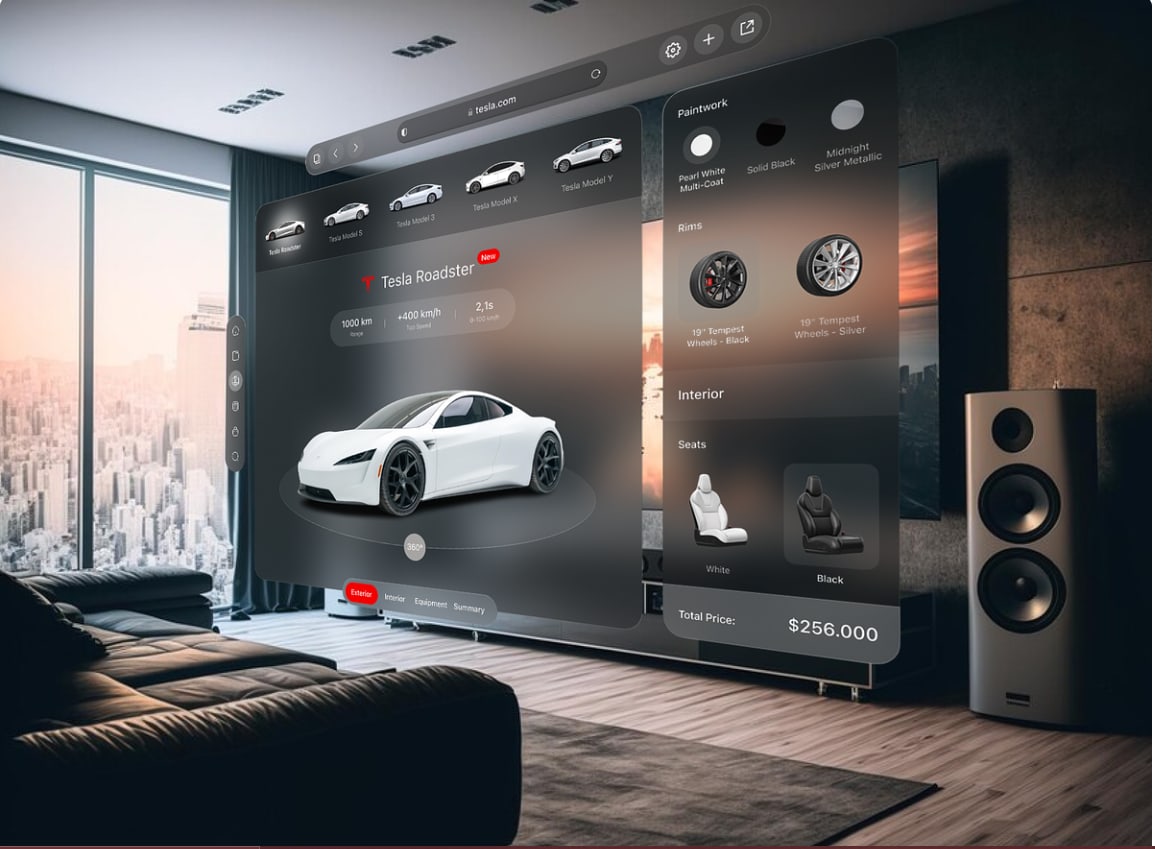 tesla.com
Tesla Roadster
Tesla Model S
Tesla Model 3
Tesla Model X
Tesla Model Y
Tesla Roadster
New
1000 km
Range
+400 km/h
Top Speed
2,1s
0-100 km/h
360°
Exterior
Interior
Equipment
Summary
Paintwork
Pearl White
Multi-Coat
Solid Black
Midnight
Silver Metallic
Rims
19" Tempest
Wheels - Black
19" Tempest
Wheels - Silver
Interior
Seats
White
Black
Total Price:
$256.000